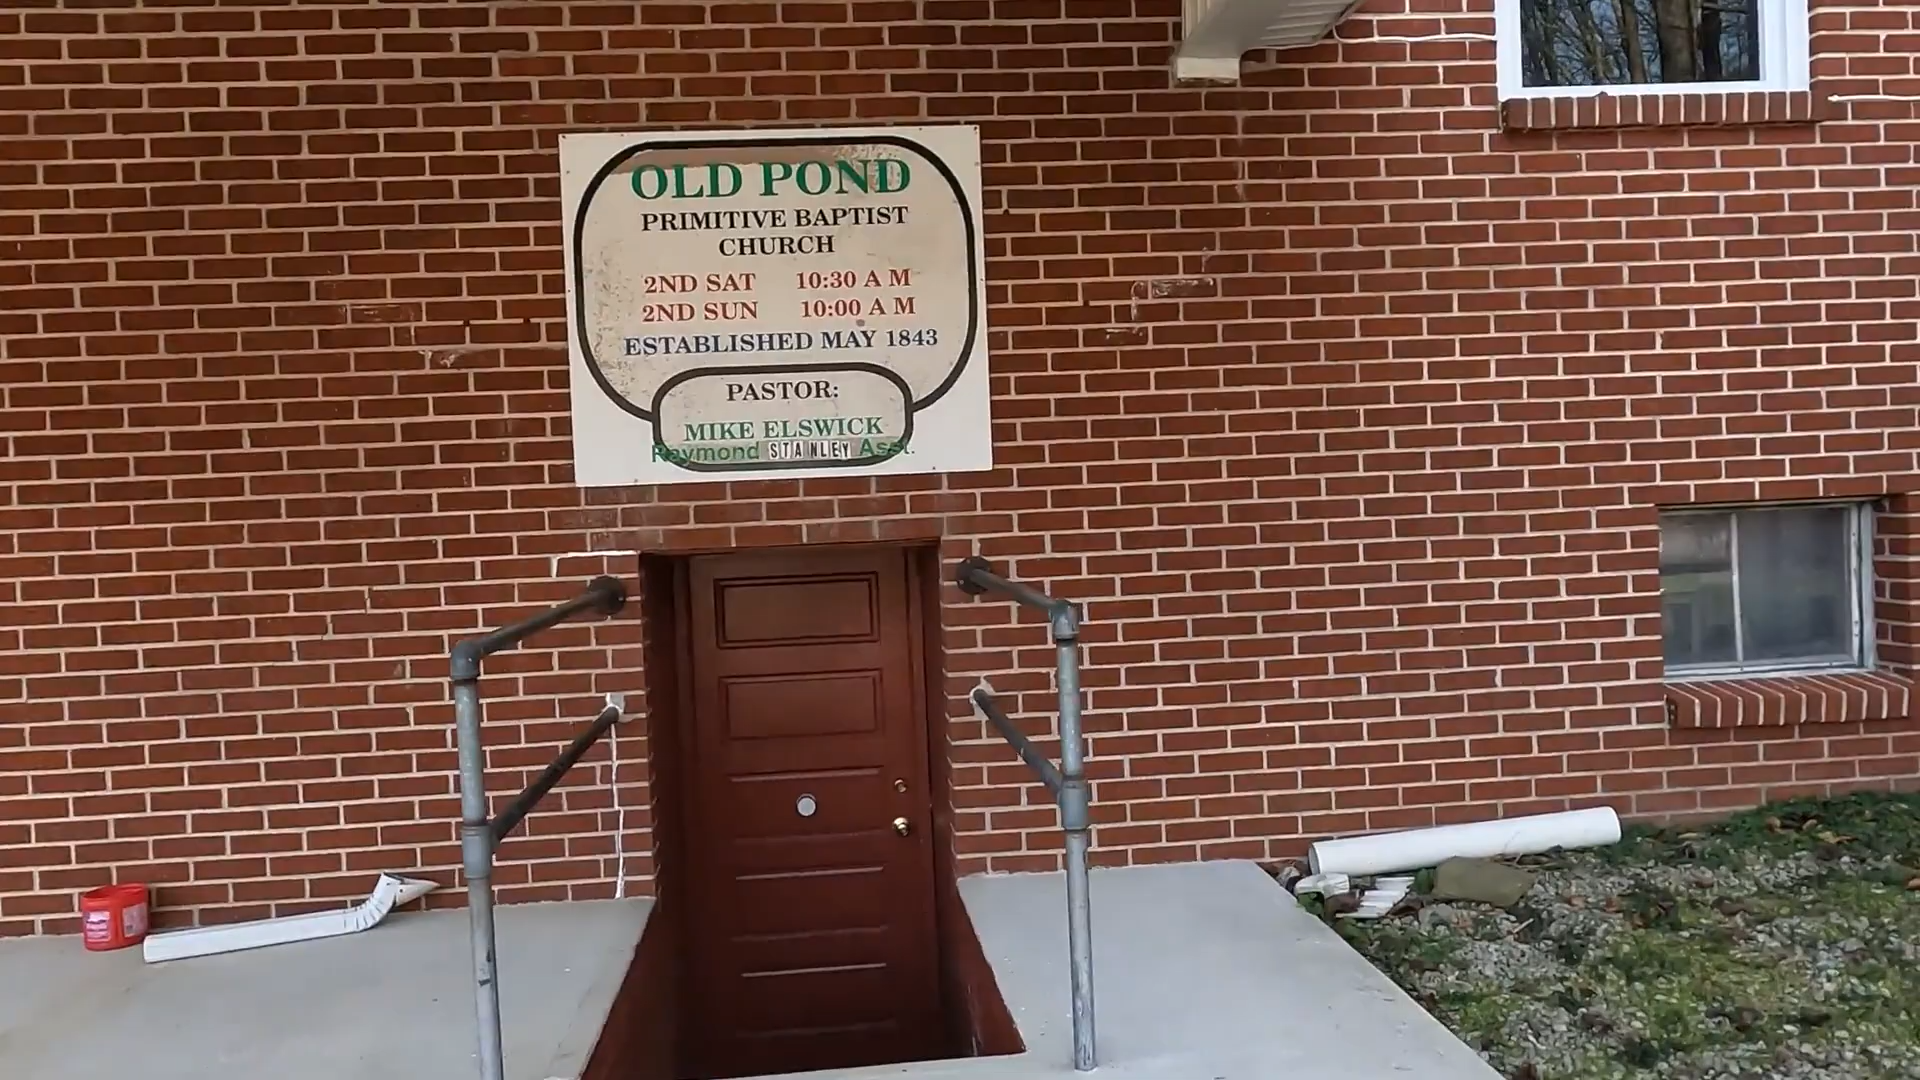 OLD POND
PRIMITIVE BAPTIST
CHURCH
2ND SAT 10:30 A M
2ND SUN 10:00 A M
ESTABLISHED MAY 1843
PASTOR:
MIKE ELSWICK
Raymond STANLEY Asst.